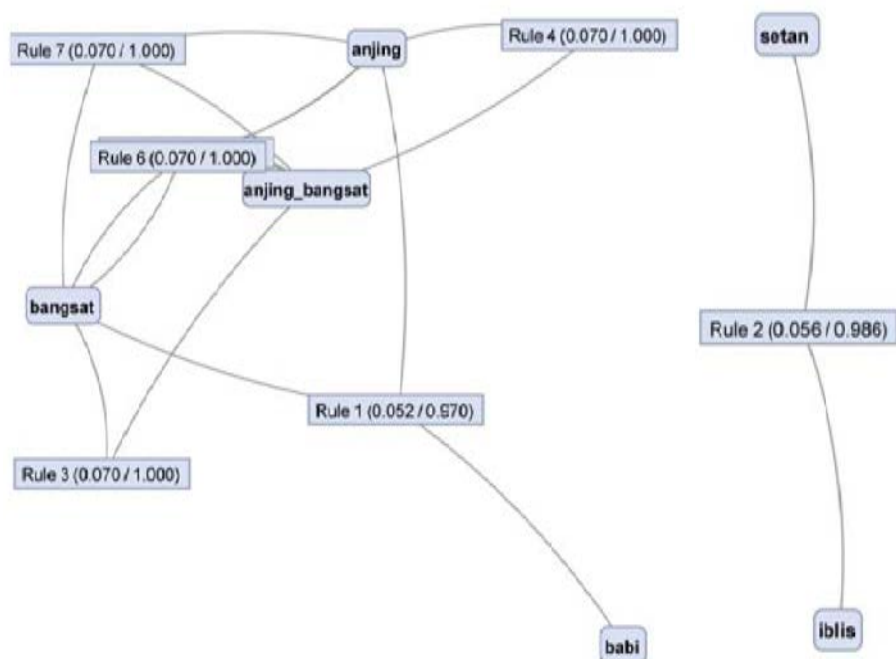 Rule 7 (0.070 / 1.000)
anjing
Rule 4 (0.070 / 1.000)
setan
Rule 6 (0.070 / 1.000)
anjing_bangsat
bangsat
Rule 2 (0.056 / 0.986)
Rule 1 (0.052 / 0.970)
Rule 3 (0.070 / 1.000)
babi
iblis